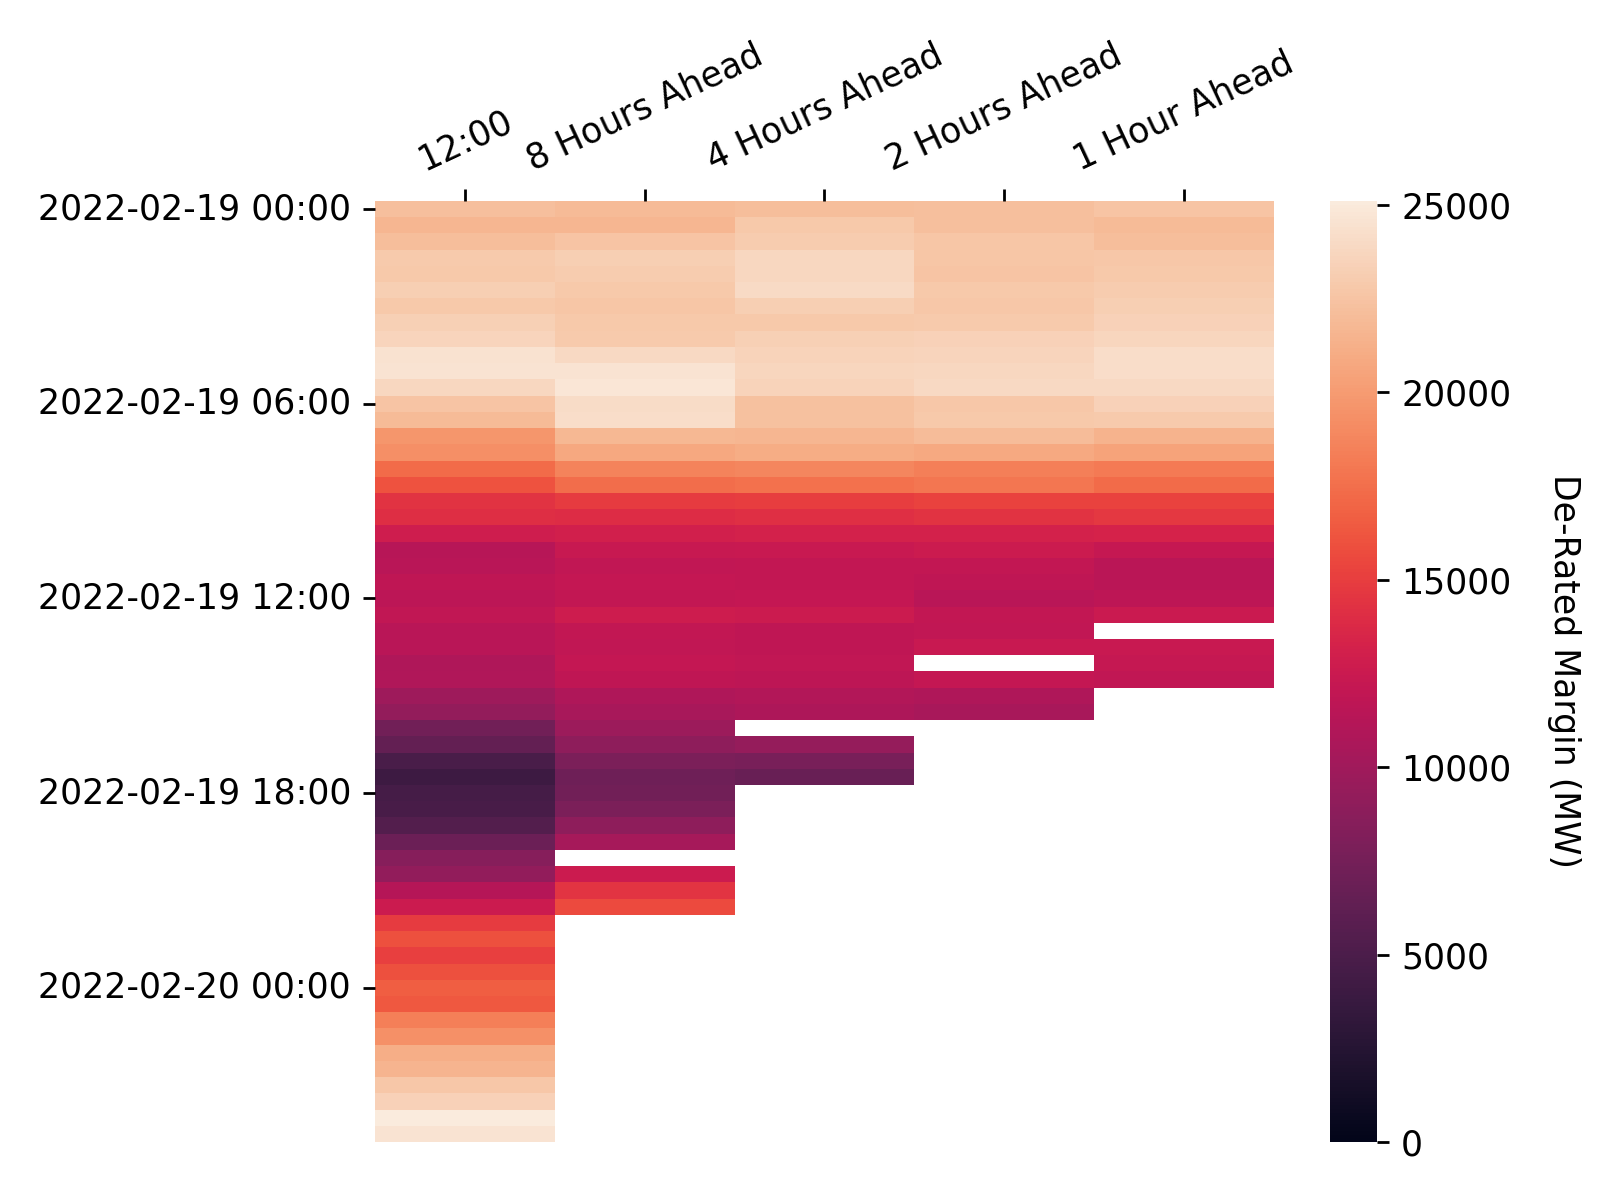 12:00
8 Hours Ahead
4 Hours Ahead
2 Hours Ahead
1 Hour Ahead
2022-02-19 00:00
2022-02-19 06:00
2022-02-19 12:00
2022-02-19 18:00
2022-02-20 00:00
25000
20000
15000
10000
5000
0
De-Rated Margin (MW)